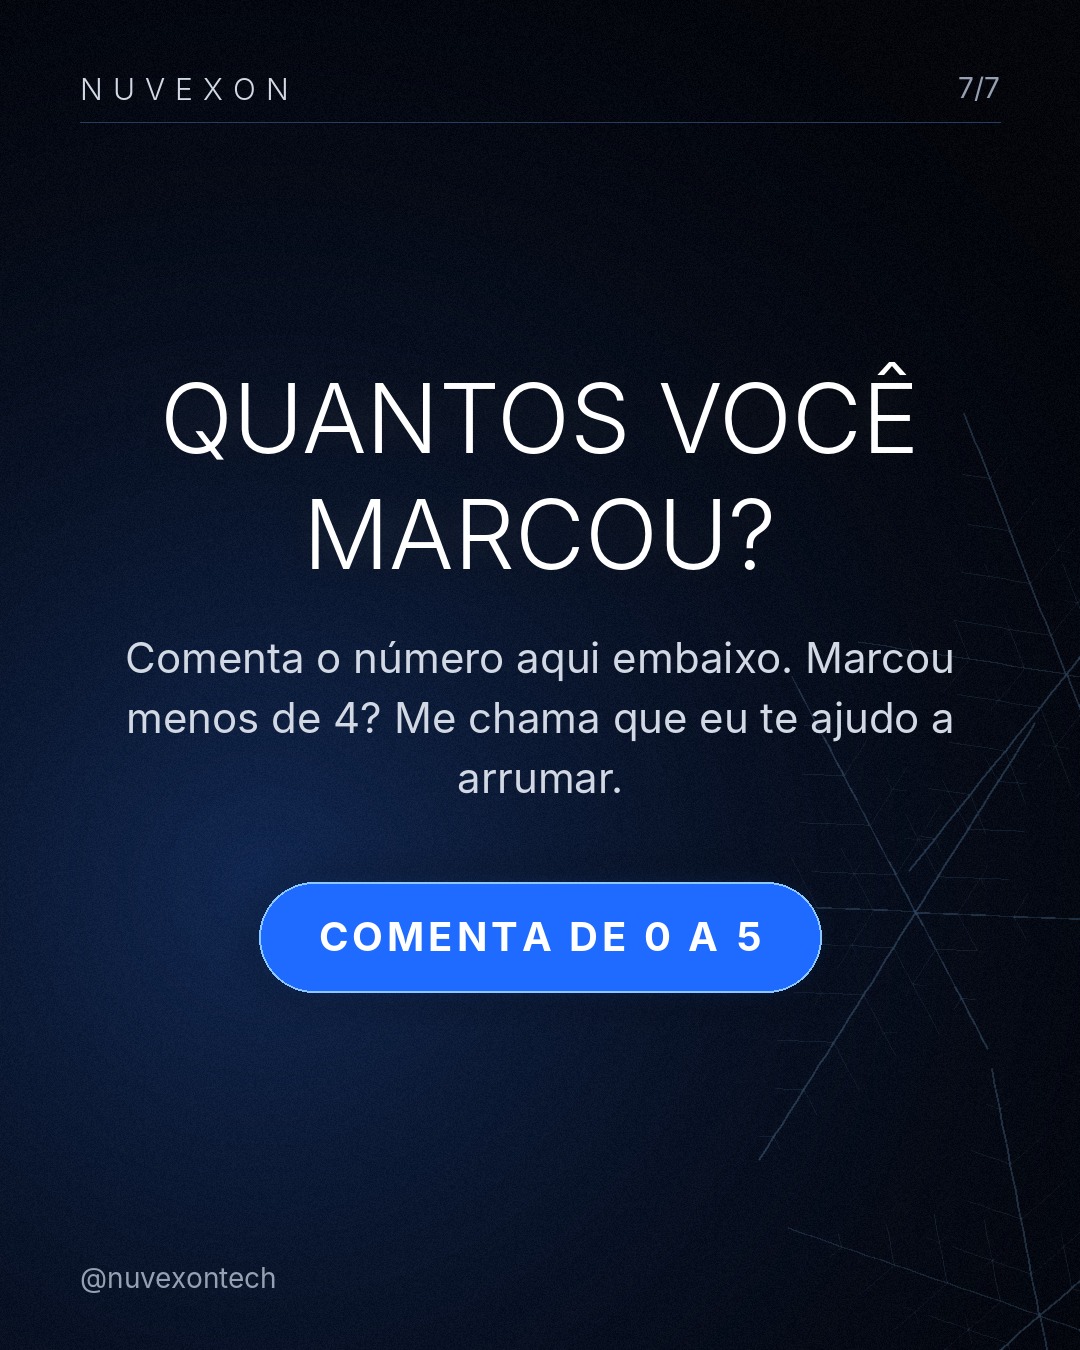 NUVEXON
7/7
QUANTOS VOCÊ
MARCOU?
Comenta o número aqui embaixo. Marcou
menos de 4? Me chama que eu te ajudo a
arrumar.
COMENTA DE 0 A 5
@nuvexontech